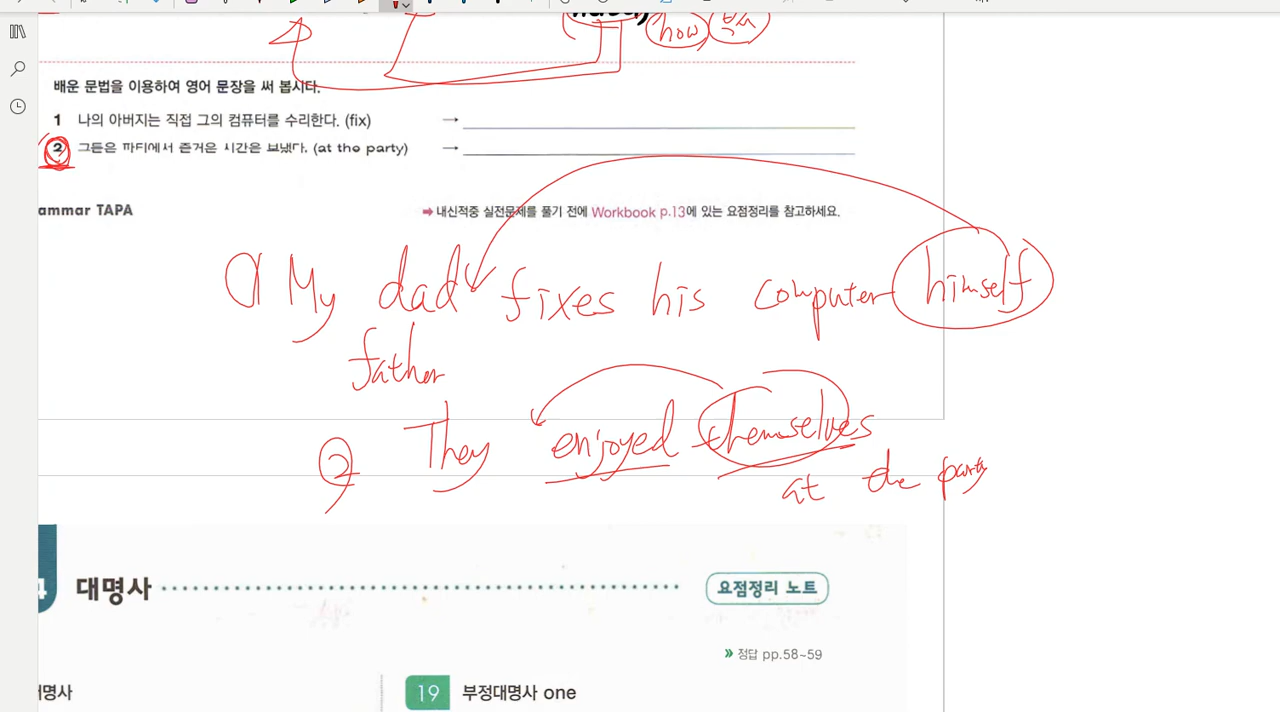 how
배운 문법을 이용하여 영어 문장을 써 봅시다.
1 나의 아버지는 직접 그의 컴퓨터를 수리한다. (fix) →
2 그들은 파티에서 즐거운 시간을 보냈다. (at the party) →
ammar TAPA
➡ 내신적중 실전문제를 풀기 전에 Workbook p.13에 있는 요점정리를 참고하세요.
① My dad fixes his computer himself
father
② They enjoyed themselves
at the party
4 대명사
요점정리 노트
» 정답 pp.58~59
명사
19 부정대명사 one